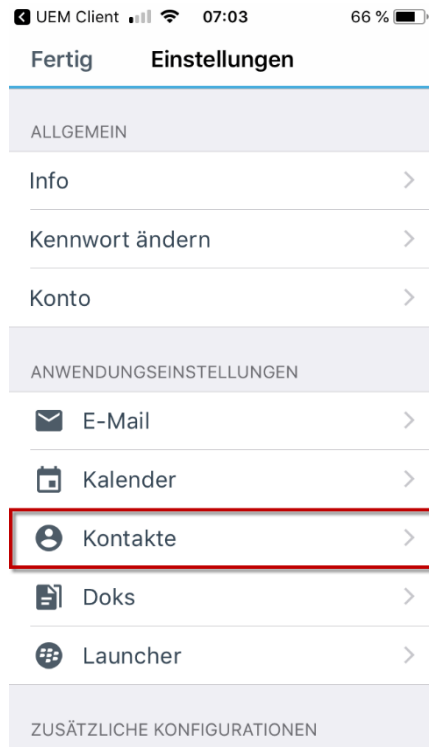 UEM Client 07:03 66 %
Fertig Einstellungen
ALLGEMEIN
Info
Kennwort ändern
Konto
ANWENDUNGSEINSTELLUNGEN
E-Mail
Kalender
Kontakte
Doks
Launcher
ZUSÄTZLICHE KONFIGURATIONEN